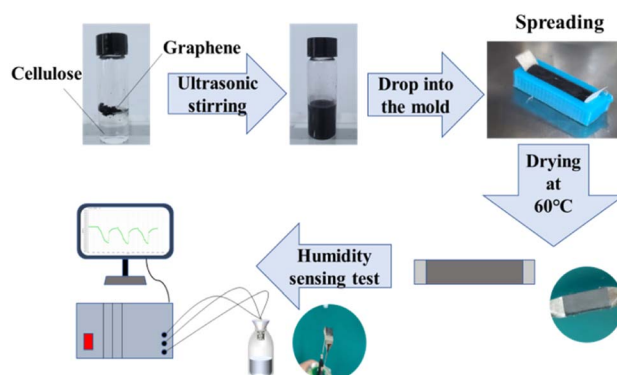 Spreading
Graphene
Cellulose
Ultrasonic
stirring
Drop into
the mold
Drying
at
60℃
Humidity
sensing test